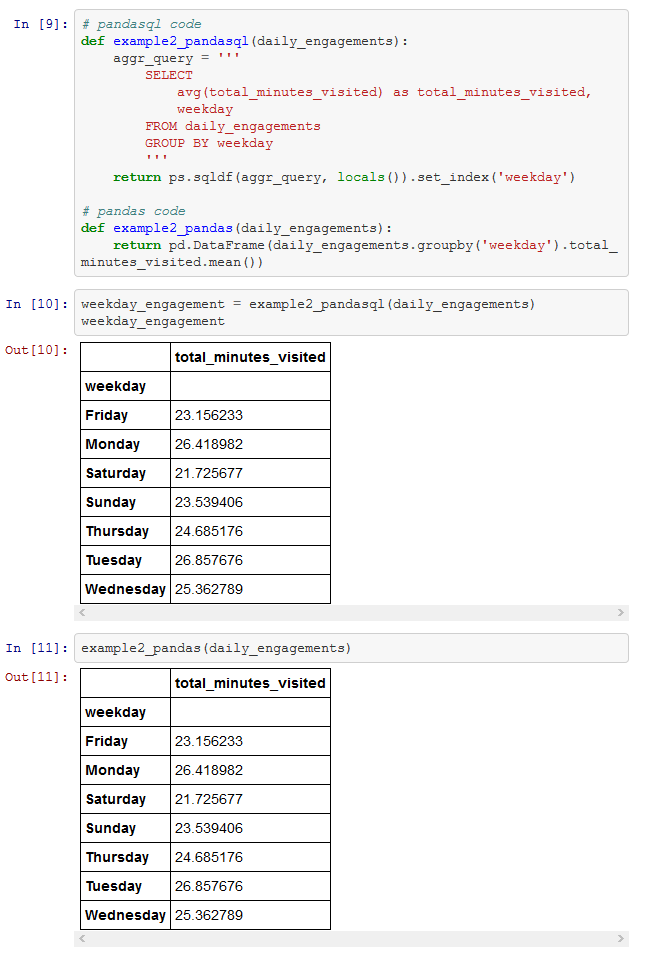 In [9]: # pandasql code
def example2_pandasql(daily_engagements):
    aggr_query = '''
        SELECT
            avg(total_minutes_visited) as total_minutes_visited,
            weekday
        FROM daily_engagements
        GROUP BY weekday
        '''
    return ps.sqldf(aggr_query, locals()).set_index('weekday')
# pandas code
def example2_pandas(daily_engagements):
    return pd.DataFrame(daily_engagements.groupby('weekday').total_
minutes_visited.mean())
In [10]: weekday_engagement = example2_pandasql(daily_engagements)
weekday_engagement
Out[10]:
total_minutes_visited
weekday
Friday 23.156233
Monday 26.418982
Saturday 21.725677
Sunday 23.539406
Thursday 24.685176
Tuesday 26.857676
Wednesday 25.362789
In [11]: example2_pandas(daily_engagements)
Out[11]:
total_minutes_visited
weekday
Friday 23.156233
Monday 26.418982
Saturday 21.725677
Sunday 23.539406
Thursday 24.685176
Tuesday 26.857676
Wednesday 25.362789